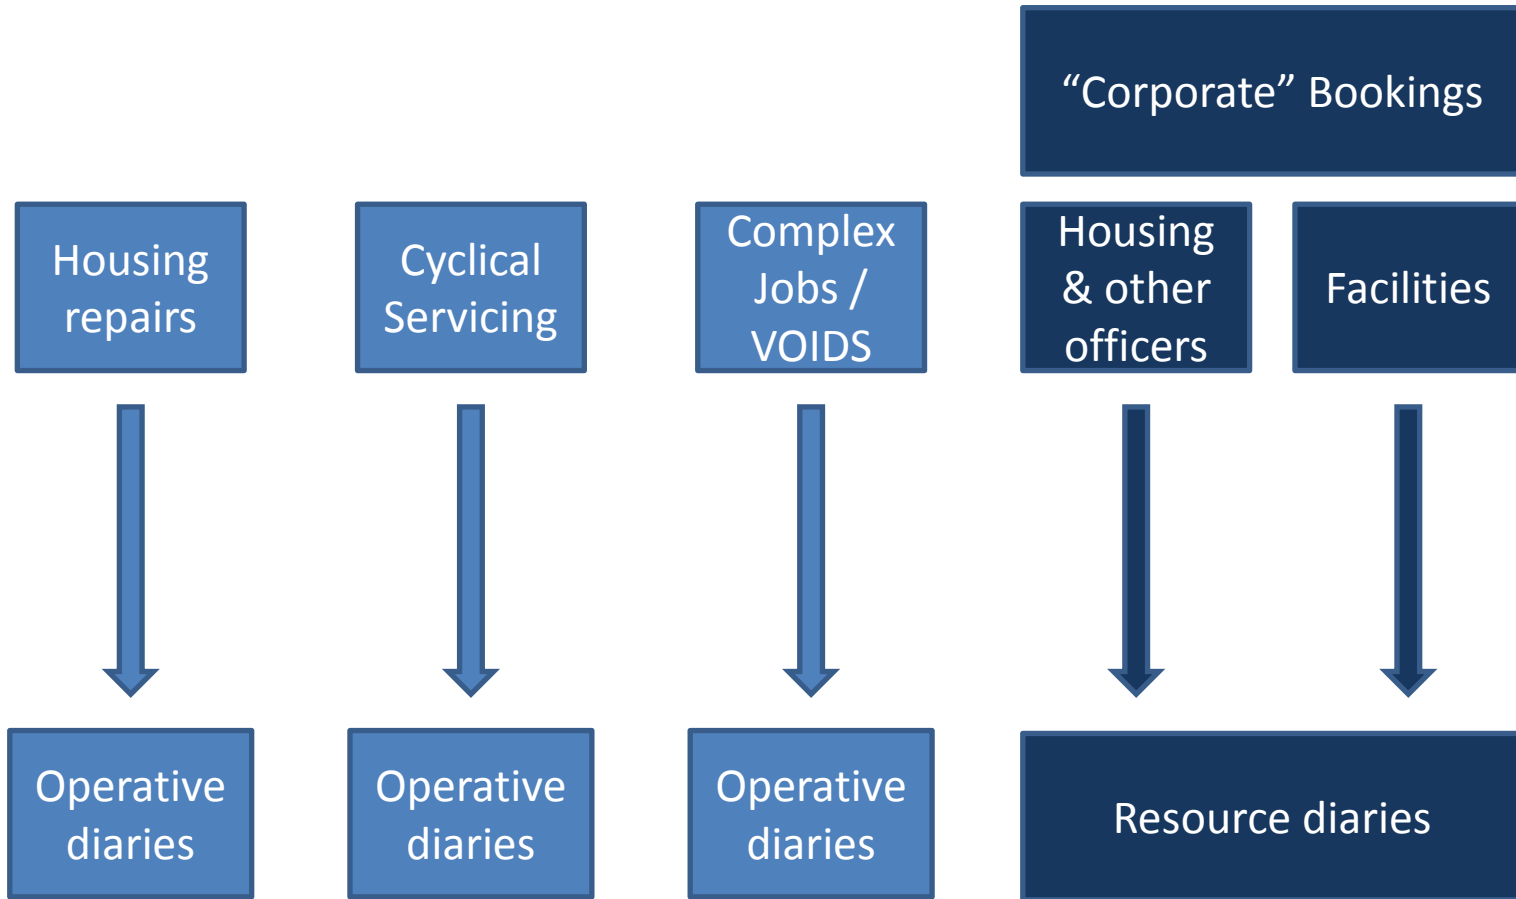 “Corporate” Bookings
Housing
repairs
Cyclical
Servicing
Complex
Jobs /
VOIDS
Housing
& other
officers
Facilities
Operative
diaries
Operative
diaries
Operative
diaries
Resource diaries